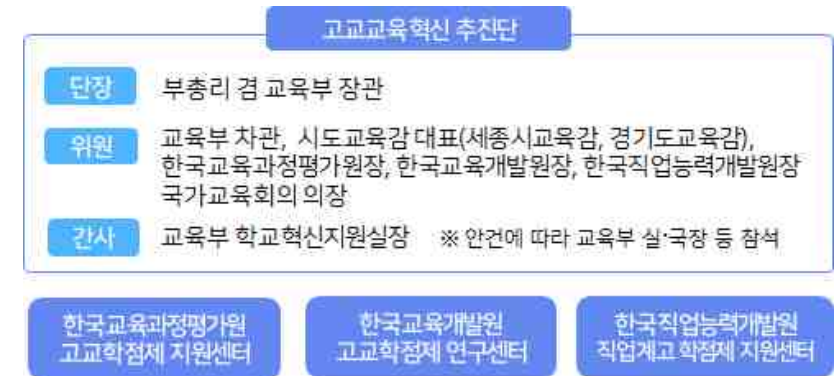 고교교육혁신 추진단
단장 부총리 겸 교육부 장관
위원 교육부 차관, 시도교육감 대표(세종시교육감, 경기도교육감),
한국교육과정평가원장, 한국교육개발원장, 한국직업능력개발원장
국가교육회의 의장
간사 교육부 학교혁신지원실장 ※ 안건에 따라 교육부 실·국장 등 참석
한국교육과정평가원
고교학점제 지원센터
한국교육개발원
고교학점제 연구센터
한국직업능력개발원
직업계고 학점제 지원센터